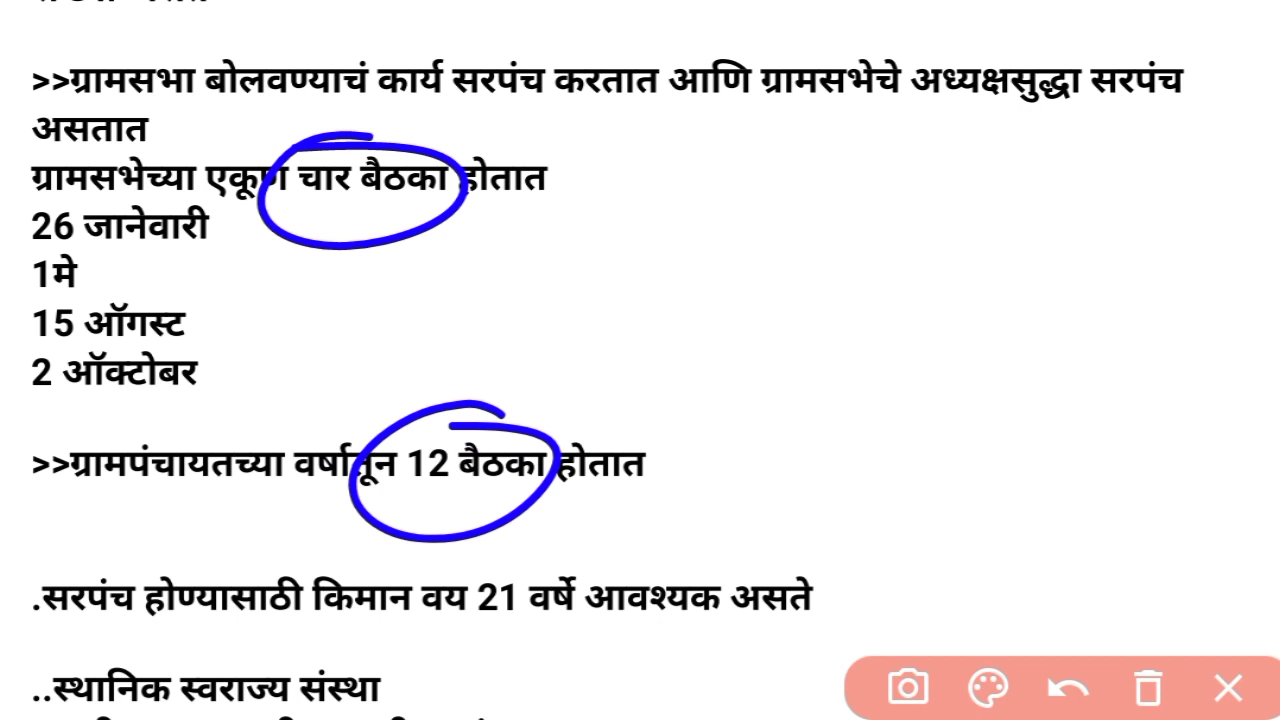 >>ग्रामसभा बोलवण्याचं कार्य सरपंच करतात आणि ग्रामसभेचे अध्यक्षसुद्धा सरपंच
असतात
ग्रामसभेच्या एकूण चार बैठका होतात
26 जानेवारी
1मे
15 ऑगस्ट
2 ऑक्टोबर
>>ग्रामपंचायतच्या वर्षातून 12 बैठका होतात
.सरपंच होण्यासाठी किमान वय 21 वर्षे आवश्यक असते
..स्थानिक स्वराज्य संस्था